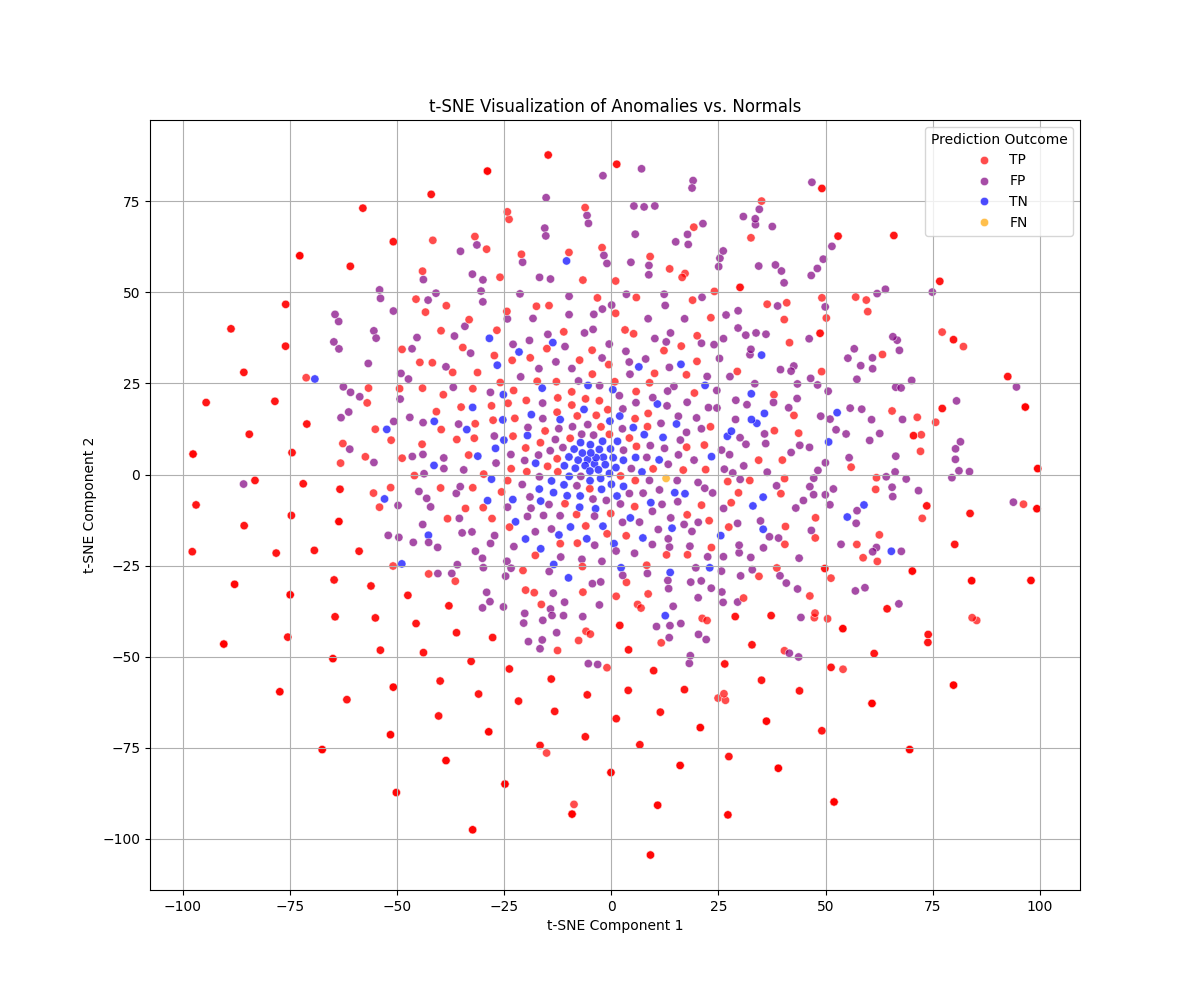 t-SNE Visualization of Anomalies vs. Normals
Prediction Outcome
TP
FP
TN
FN
75
50
25
0
−25
−50
−75
−100
t-SNE Component 2
−100 −75 −50 −25 0 25 50 75 100
t-SNE Component 1